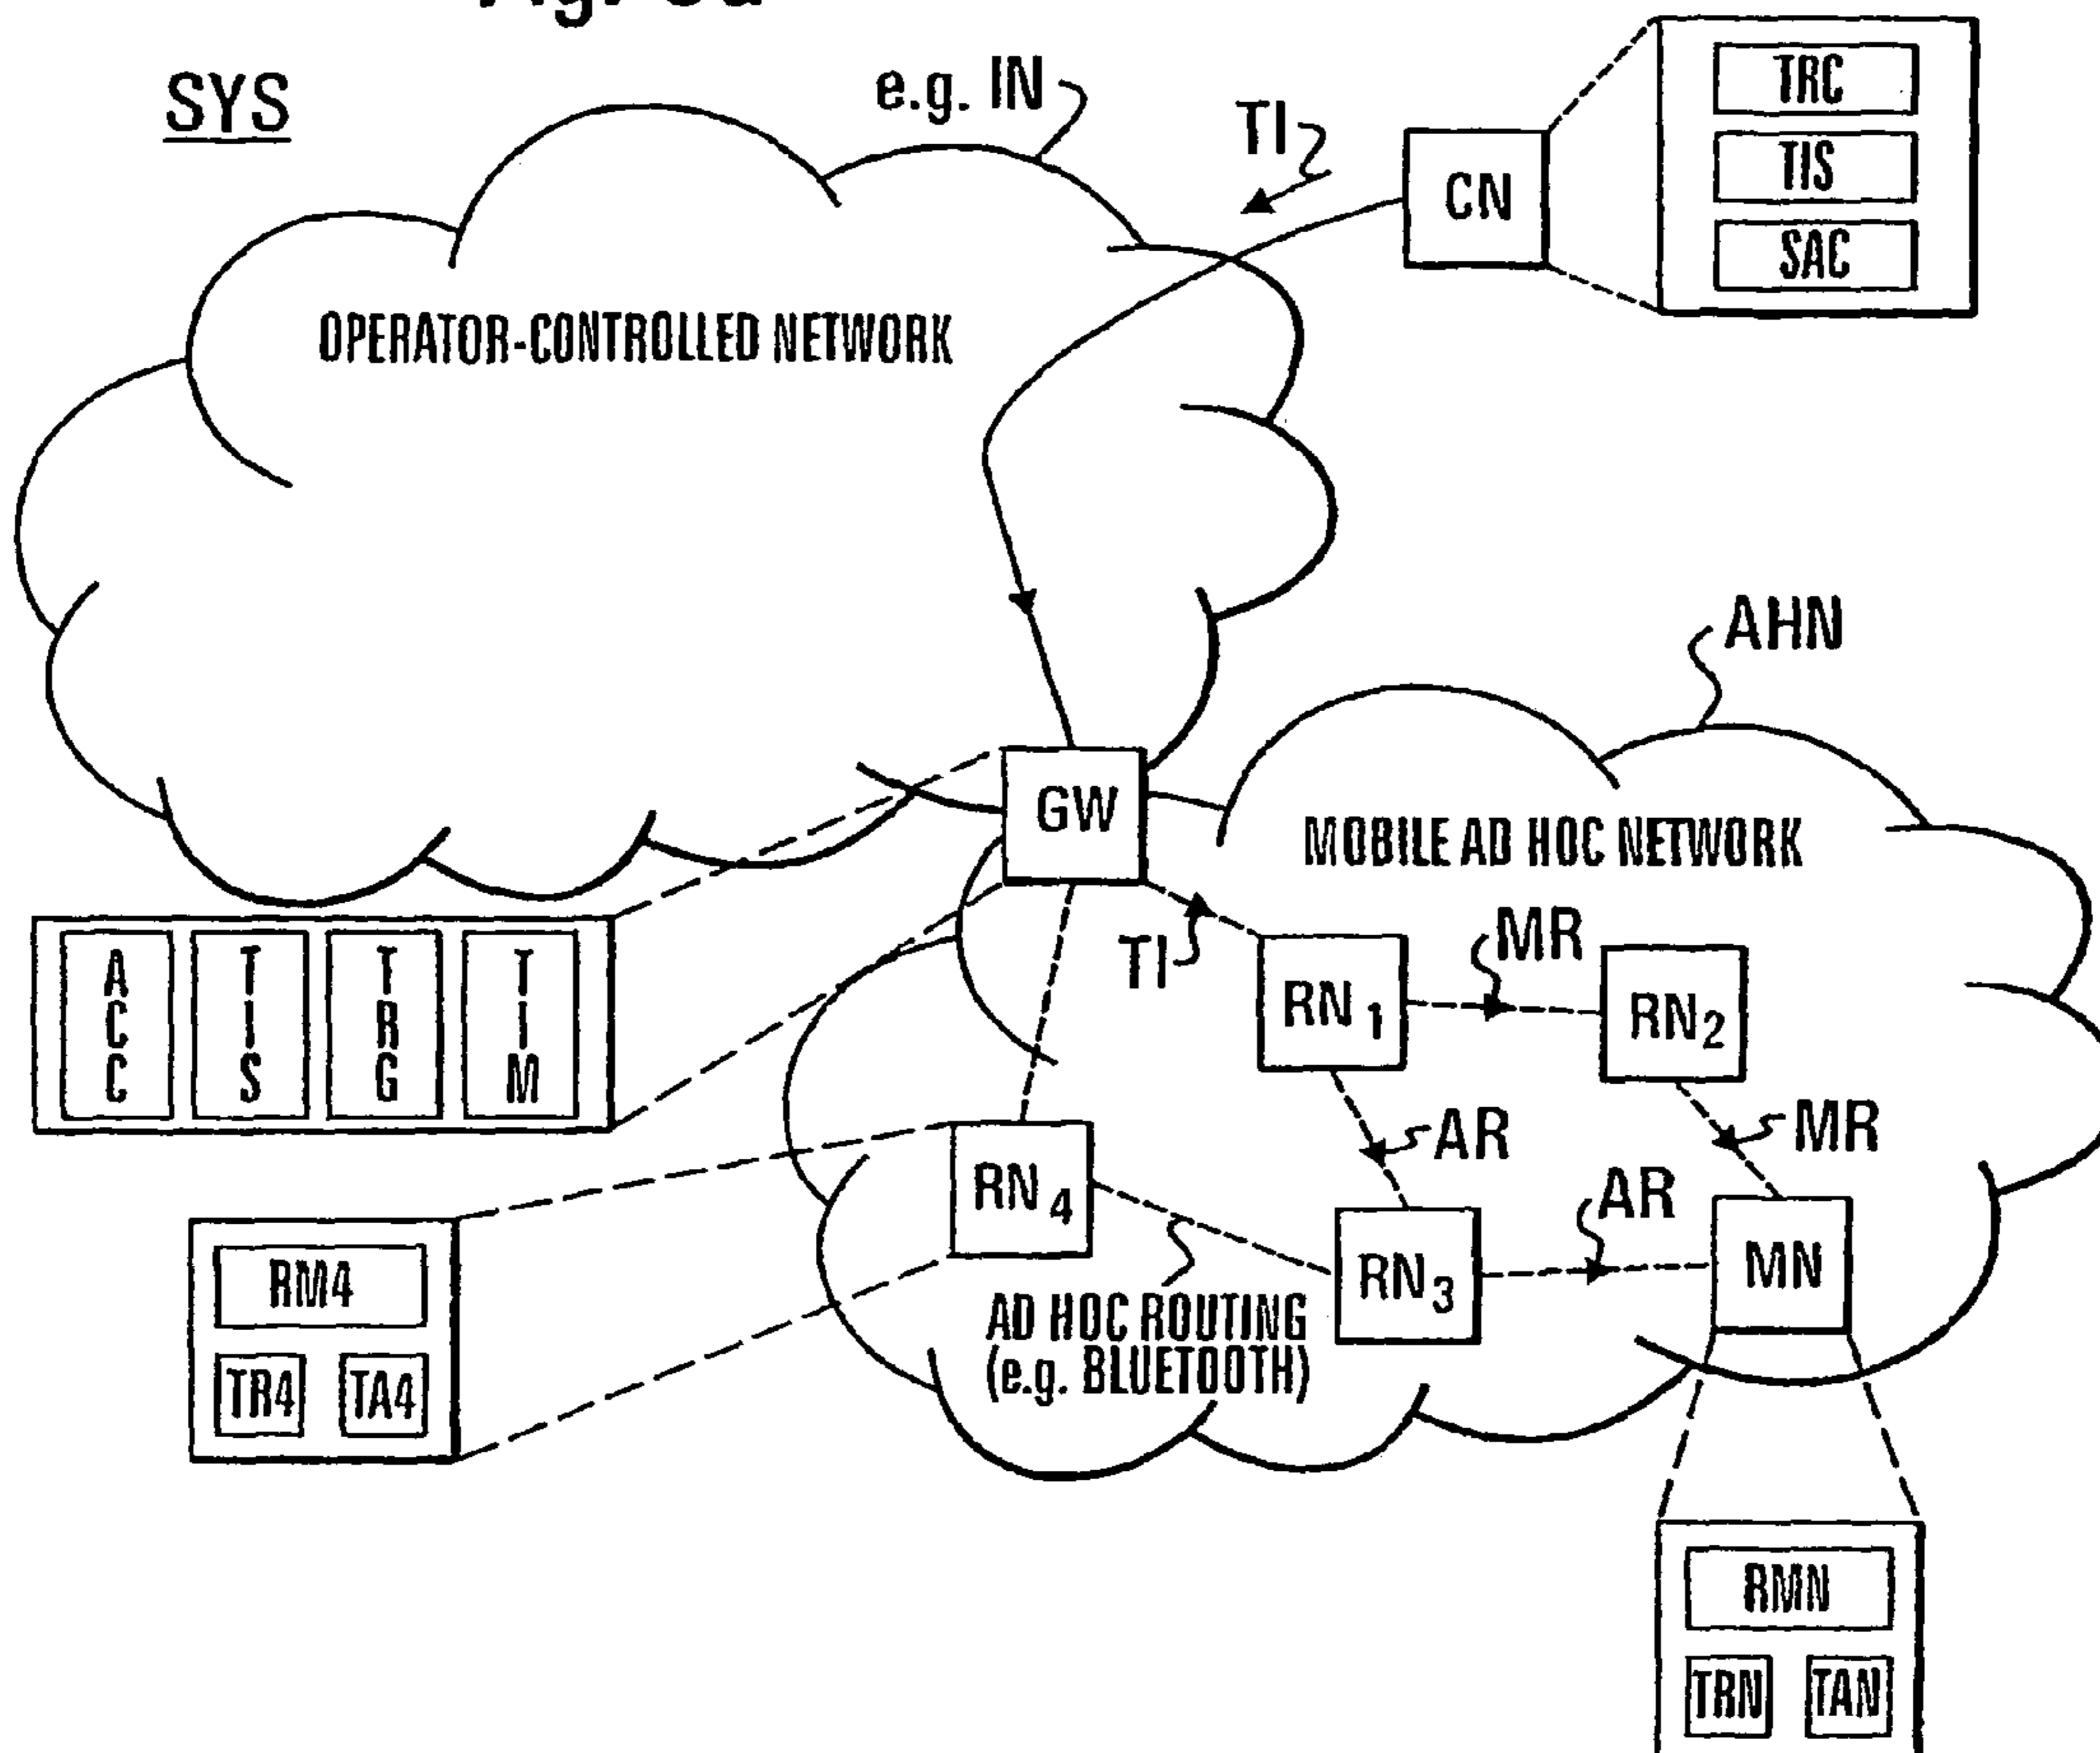 SYS
e.g. IN
TI
CN
TRC
TIS
SAC
OPERATOR-CONTROLLED NETWORK
AHN
GW
MOBILE AD HOC NETWORK
ACC
TIS
TRG
TIM
TI
RN1
MR
RN2
AR
MR
RN4
AR
RN3
MN
AD HOC ROUTING
(e.g. BLUETOOTH)
RM4
TR4 TA4
RMN
TRN TAN